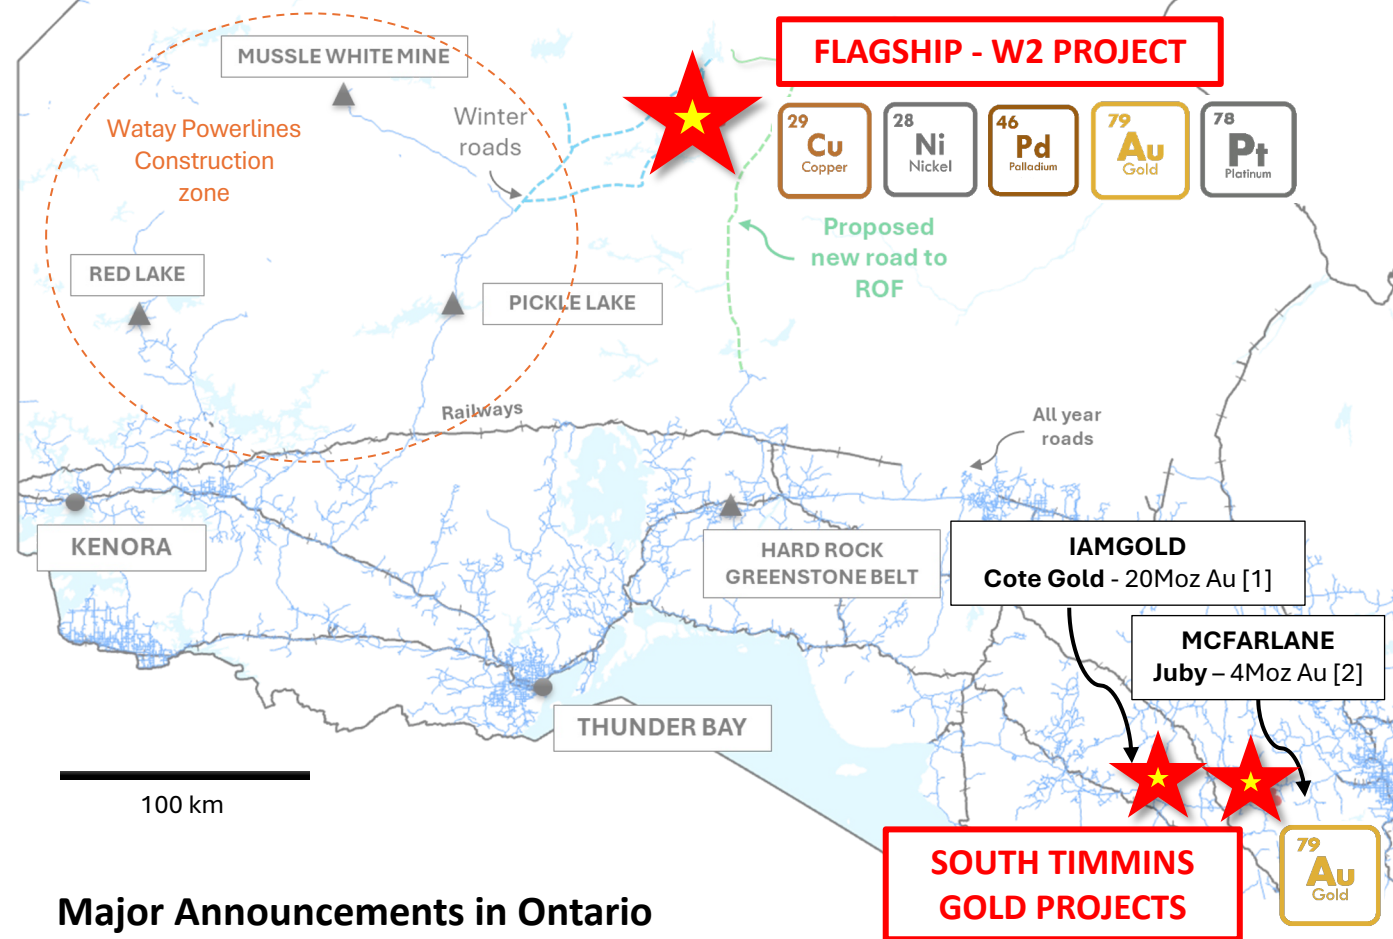 MUSSLE WHITE MINE
FLAGSHIP - W2 PROJECT
Watay Powerlines
Construction
zone
Winter
roads
29
Cu
Copper
28
Ni
Nickel
46
Pd
Palladium
79
Au
Gold
78
Pt
Platinum
Proposed
new road to
ROF
RED LAKE
PICKLE LAKE
Railways
All year
roads
KENORA
HARD ROCK
GREENSTONE BELT
IAMGOLD
Cote Gold - 20Moz Au [1]
MCFARLANE
Juby – 4Moz Au [2]
THUNDER BAY
100 km
SOUTH TIMMINS
GOLD PROJECTS
79
Au
Gold
Major Announcements in Ontario